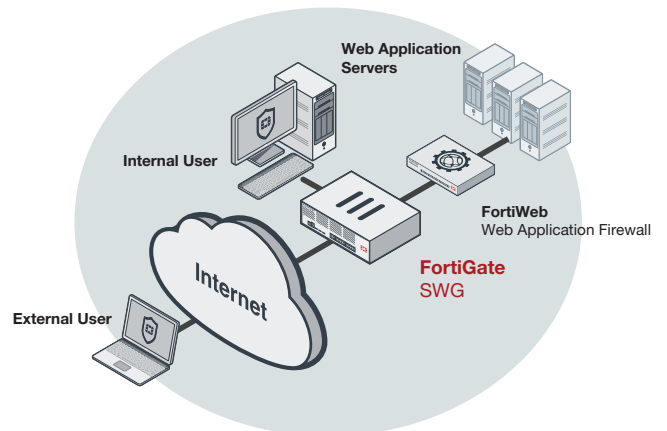 Web Application
Servers
Internal User
FortiWeb
Web Application Firewall
FortiGate
SWG
Internet
External User